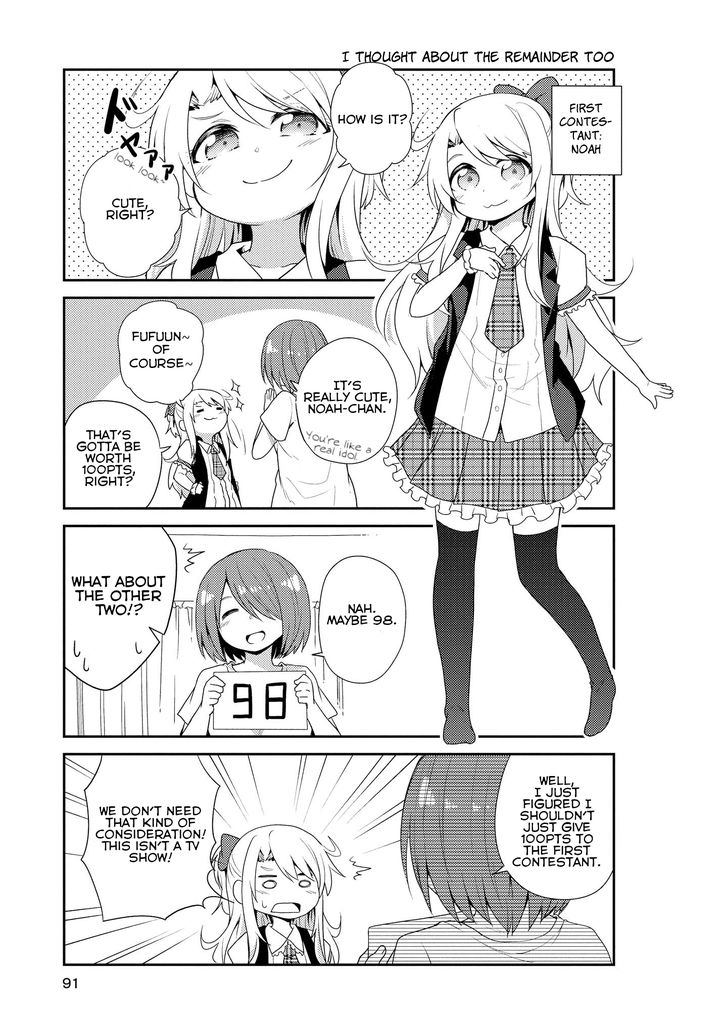 I THOUGHT ABOUT THE REMAINDER TOO
FIRST
CONTES-
TANT:
NOAH
HOW IS IT?
ズイ
ヤァァ
look look~
CUTE,
RIGHT?
IT'S
REALLY CUTE,
NOAH-CHAN.
You're like a
real idol
FUFUUN~
OF
COURSE~
THAT'S
GOTTA BE
WORTH
100PTS,
RIGHT?
NAH.
MAYBE 98.
98
WHAT ABOUT
THE OTHER
TWO!?
WELL,
I JUST
FIGURED I
SHOULDN'T
JUST GIVE
100PTS TO
THE FIRST
CONTESTANT.
WE DON'T NEED
THAT KIND OF
CONSIDERATION!
THIS ISN'T A TV
SHOW!
91